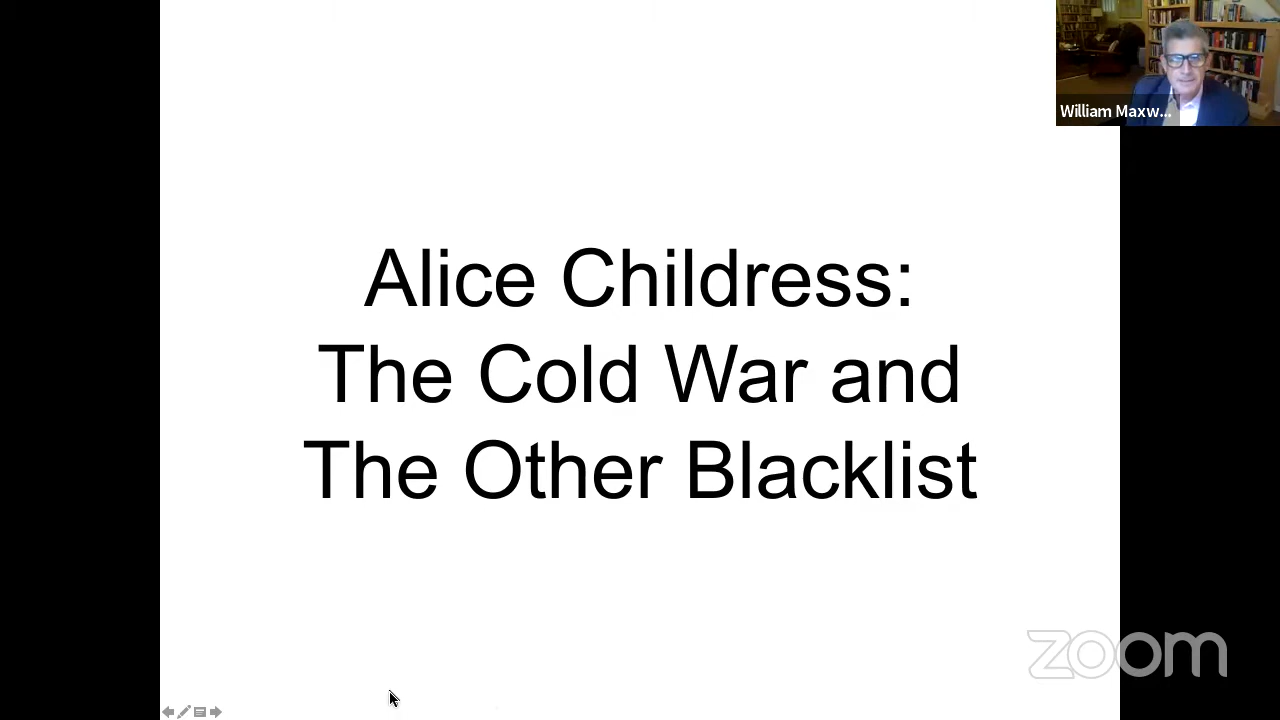 William Maxw...
Alice Childress:
The Cold War and
The Other Blacklist
zoom